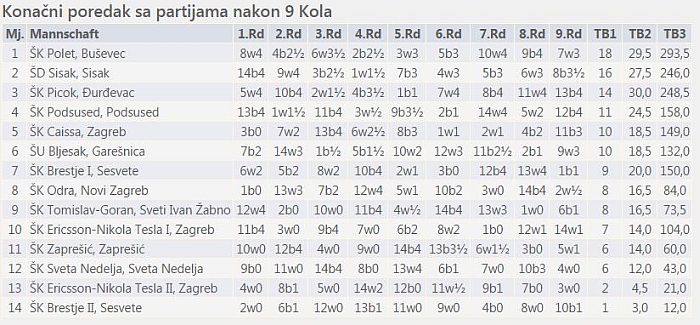 Konačni poredak sa partijama nakon 9 Kola
Mj. Mannschaft 1.Rd 2.Rd 3.Rd 4.Rd 5.Rd 6.Rd 7.Rd 8.Rd 9.Rd TB1 TB2 TB3
1 ŠK Polet, Buševec 8w4 4b2½ 6w3½ 2b2½ 3w3 5b3 10w4 9b4 7w3 18 29,5 293,5
2 ŠD Sisak, Sisak 14b4 9w4 3b2½ 1w1½ 7b3 4w3 5b3 6w3 8b3½ 16 27,5 246,0
3 ŠK Picok, Đurđevac 5w4 10b4 2w1½ 4b3½ 1b1 7w4 8b4 11w4 13b4 14 30,0 248,5
4 ŠK Podsused, Podsused 13b4 1w1½ 11b4 3w½ 9b3½ 2b1 14w4 5w2 12b4 11 24,5 158,0
5 ŠK Caissa, Zagreb 3b0 7w2 13b4 6w2½ 8b3 1w1 2w1 4b2 11b3 10 18,5 149,0
6 ŠU Bljesak, Garešnica 7b2 14w3 1b½ 5b1½ 10w2 12w3 11b2½ 2b1 9w3 10 18,5 132,0
7 ŠK Brestje I, Sesvete 6w2 5b2 8w2 10b4 2w1 3b0 12b4 13w4 1b1 9 20,0 150,0
8 ŠK Odra, Novi Zagreb 1b0 13w3 7b2 12w4 5w1 10b2 3w0 14b4 2w½ 8 16,5 84,0
9 ŠK Tomislav-Goran, Sveti Ivan Žabno 12w4 2b0 10w0 11b4 4w½ 14b4 13w3 1w0 6b1 8 16,5 73,5
10 ŠK Ericsson-Nikola Tesla I, Zagreb 11b4 3w0 9b4 7w0 6b2 8w2 1b0 12w1 14w1 7 14,0 104,0
11 ŠK Zaprešić, Zaprešić 10w0 12b4 4w0 9w0 14b4 13b3½ 6w1½ 3b0 5w1 6 14,0 60,0
12 ŠK Sveta Nedelja, Sveta Nedelja 9b0 11w0 14b4 8b0 13w4 6b1 7w0 10b3 4w0 6 12,0 43,0
13 ŠK Ericsson-Nikola Tesla II, Zagreb 4w0 8b1 5w0 14w2 12b0 11w½ 9b1 7b0 3w0 2 4,5 21,0
14 ŠK Brestje II, Sesvete 2w0 6b1 12w0 13b1 11w0 9w0 4b0 8w0 10b1 1 3,0 12,0